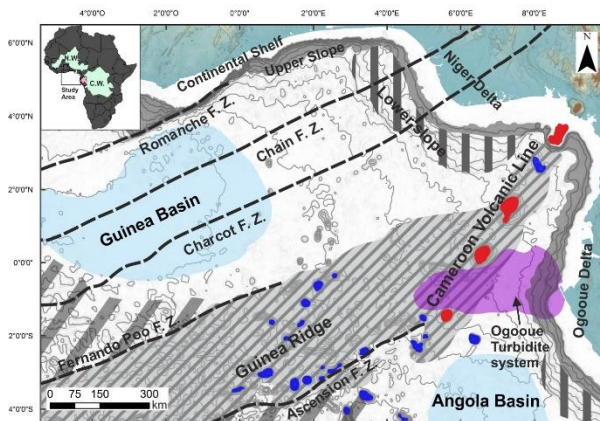 4°0'0"W 2°0'0"W 0°0'0" 2°0'0"E 4°0'0"E 6°0'0"E 8°0'0"E
6°0'0"N
4°0'0"N
2°0'0"N
0°0'0"
2°0'0"S
4°0'0"S
C.W.
Study
Area
N
Continental Shelf
Upper Slope
Lower Slope
Niger Delta
Romanche F. Z.
Chain F. Z.
Charcot F. Z.
Guinea Basin
Cameroon Volcanic Line
Fernando Poo F.Z.
Guinea Ridge
Ascension F. Z.
Ogooue
Turbidite
system
Ogooue Delta
Angola Basin
0 75 150 300
km